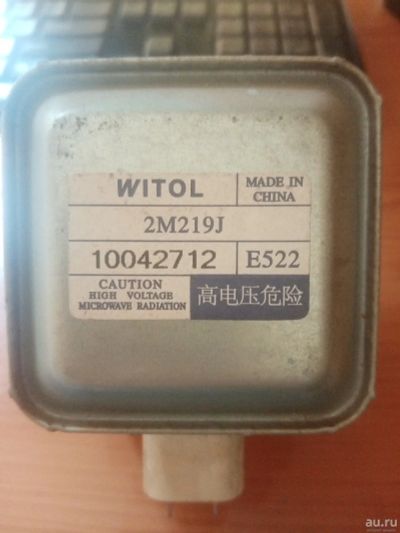 WITOL
MADE IN
CHINA
2M219J
10042712
E522
CAUTION
HIGH VOLTAGE
MICROWAVE RADIATION
高电压危险
au.ru